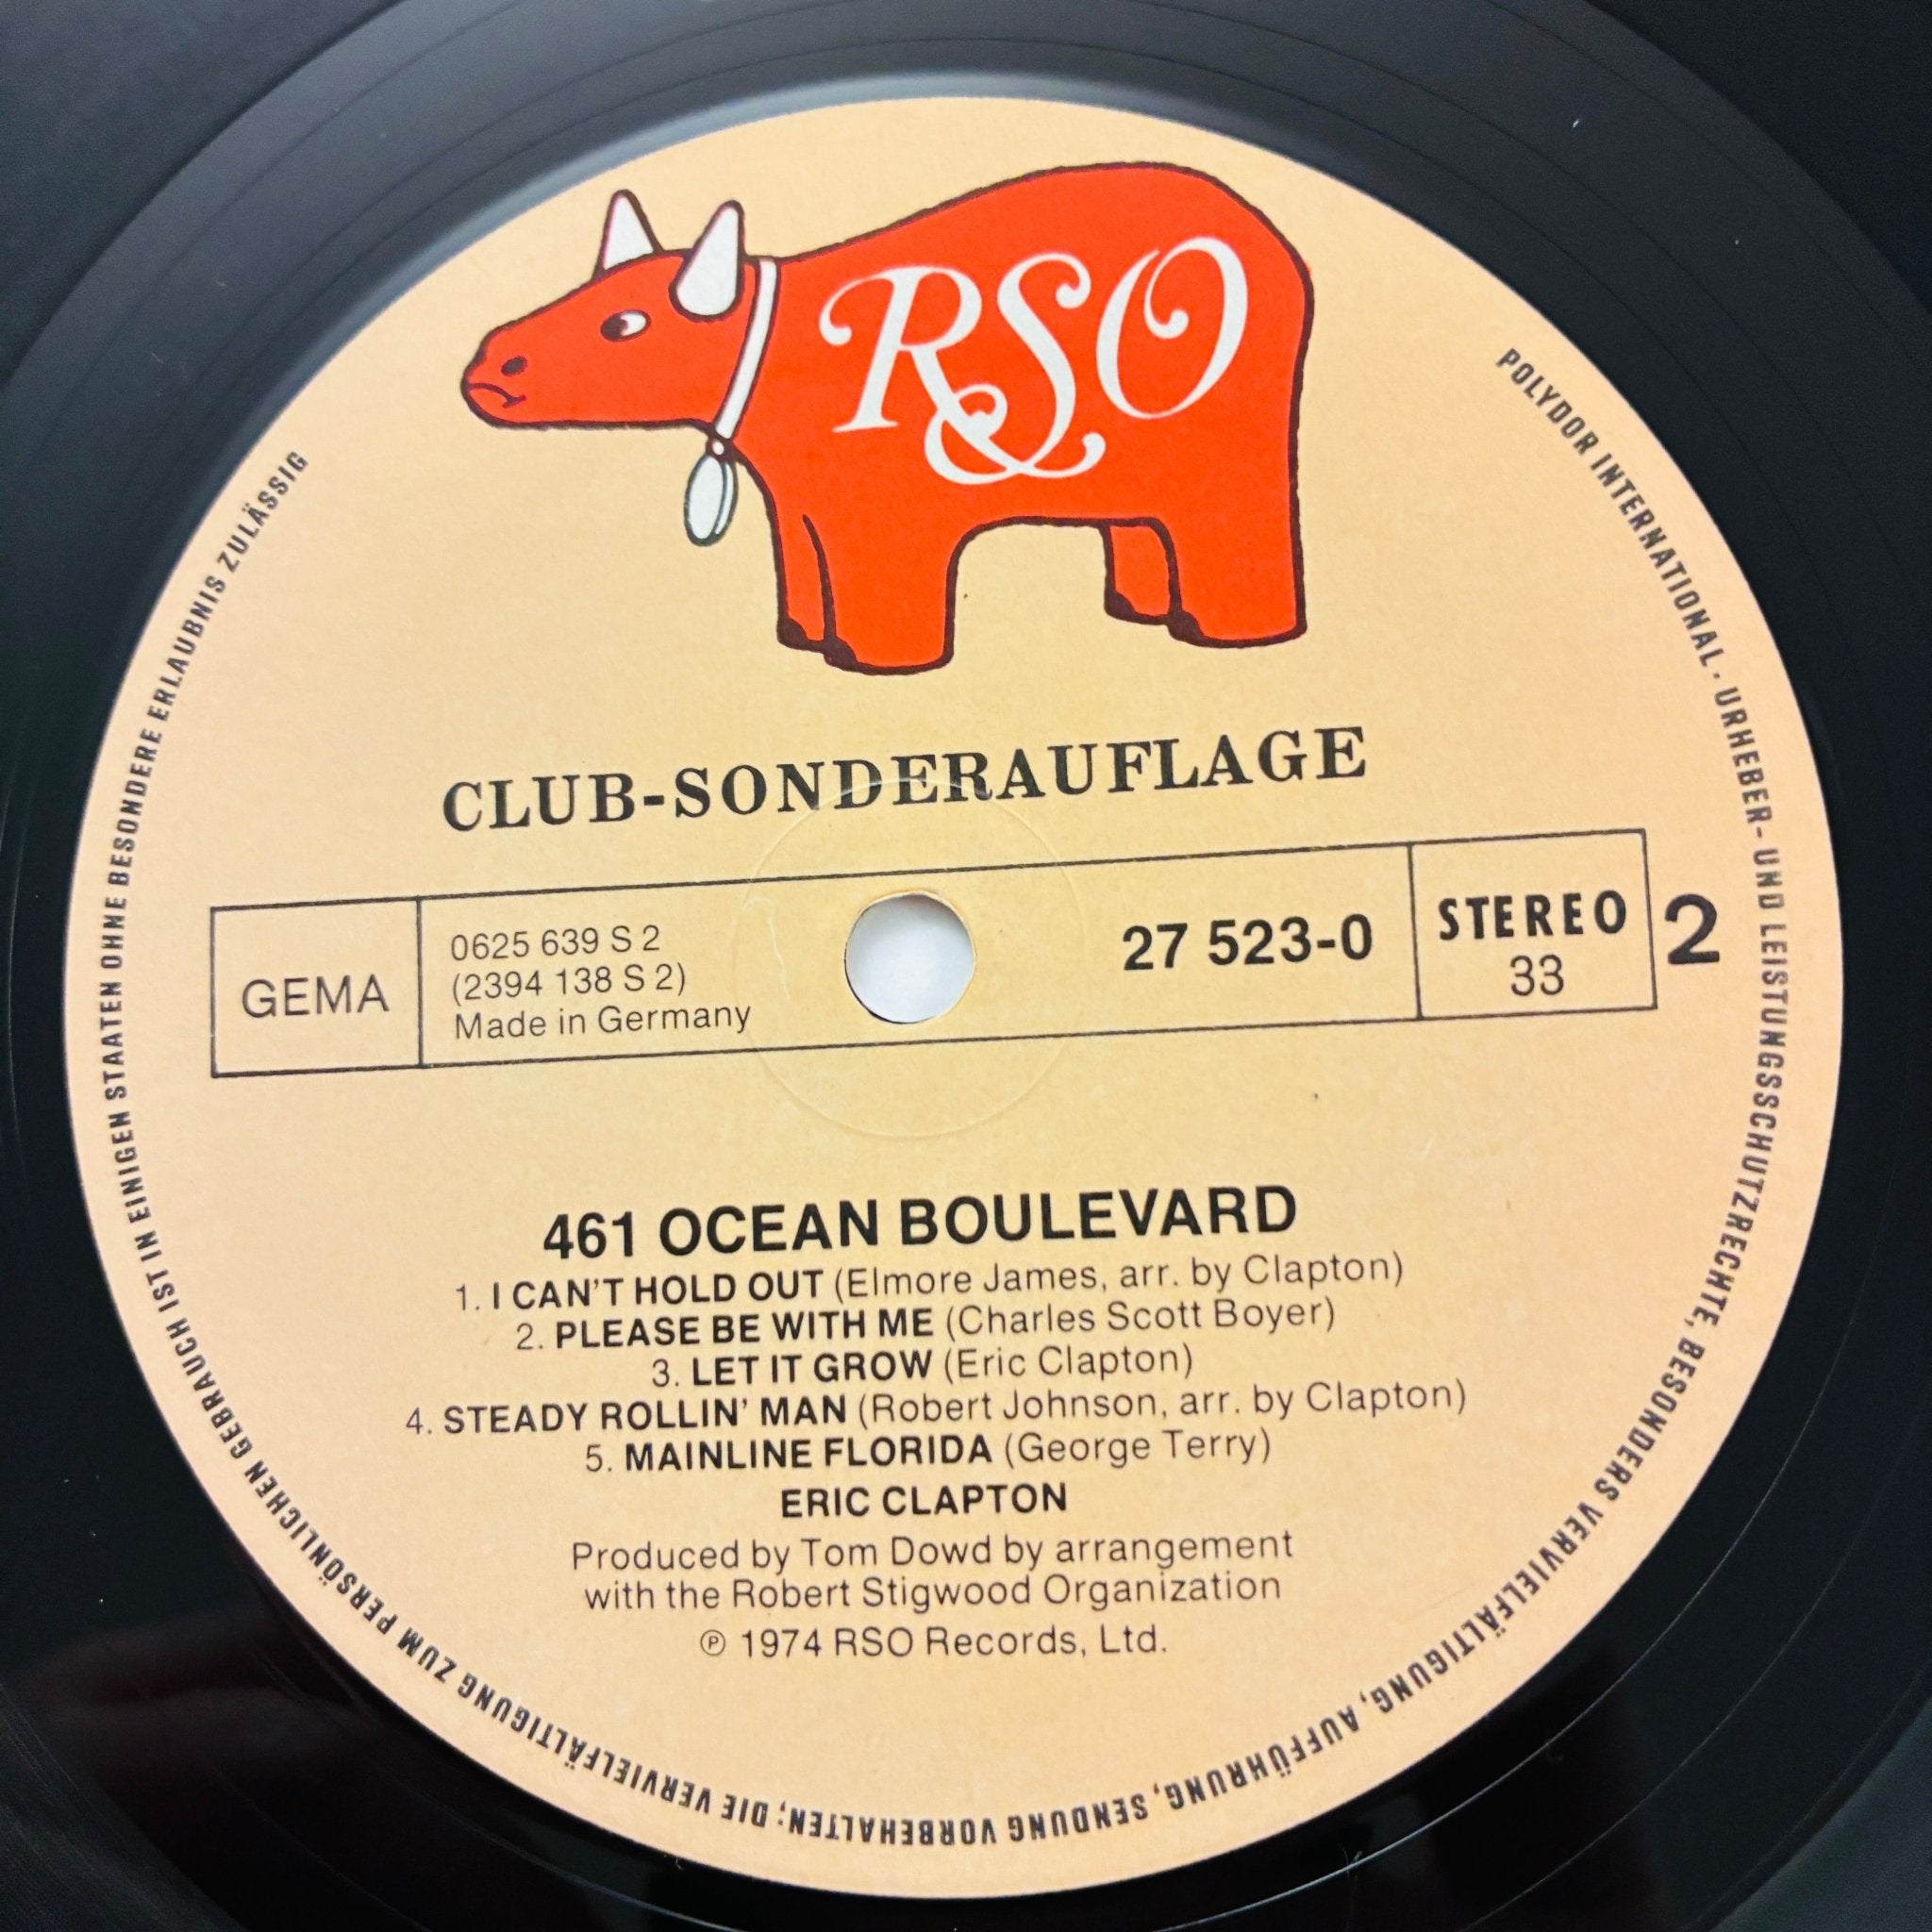 RSO
CLUB-SONDERAUFLAGE
GEMA
0625 639 S 2
(2394 138 S 2)
Made in Germany
27 523-0
STEREO
33
2
461 OCEAN BOULEVARD
1. I CAN'T HOLD OUT (Elmore James, arr. by Clapton)
2. PLEASE BE WITH ME (Charles Scott Boyer)
3. LET IT GROW (Eric Clapton)
4. STEADY ROLLIN' MAN (Robert Johnson, arr. by Clapton)
5. MAINLINE FLORIDA (George Terry)
ERIC CLAPTON
Produced by Tom Dowd by arrangement
with the Robert Stigwood Organization
℗ 1974 RSO Records, Ltd.
POLYDOR INTERNATIONAL · URHEBER- UND LEISTUNGSSCHUTZRECHTE, BESONDERS VERVIELFÄLTIGUNG, AUFFÜHRUNG, SENDUNG VORBEHALTEN; DIE VERVIELFÄLTIGUNG ZUM PERSÖNLICHEN GEBRAUCH IST IN EINIGEN STAATEN OHNE BESONDERE ERLAUBNIS ZULÄSSIG